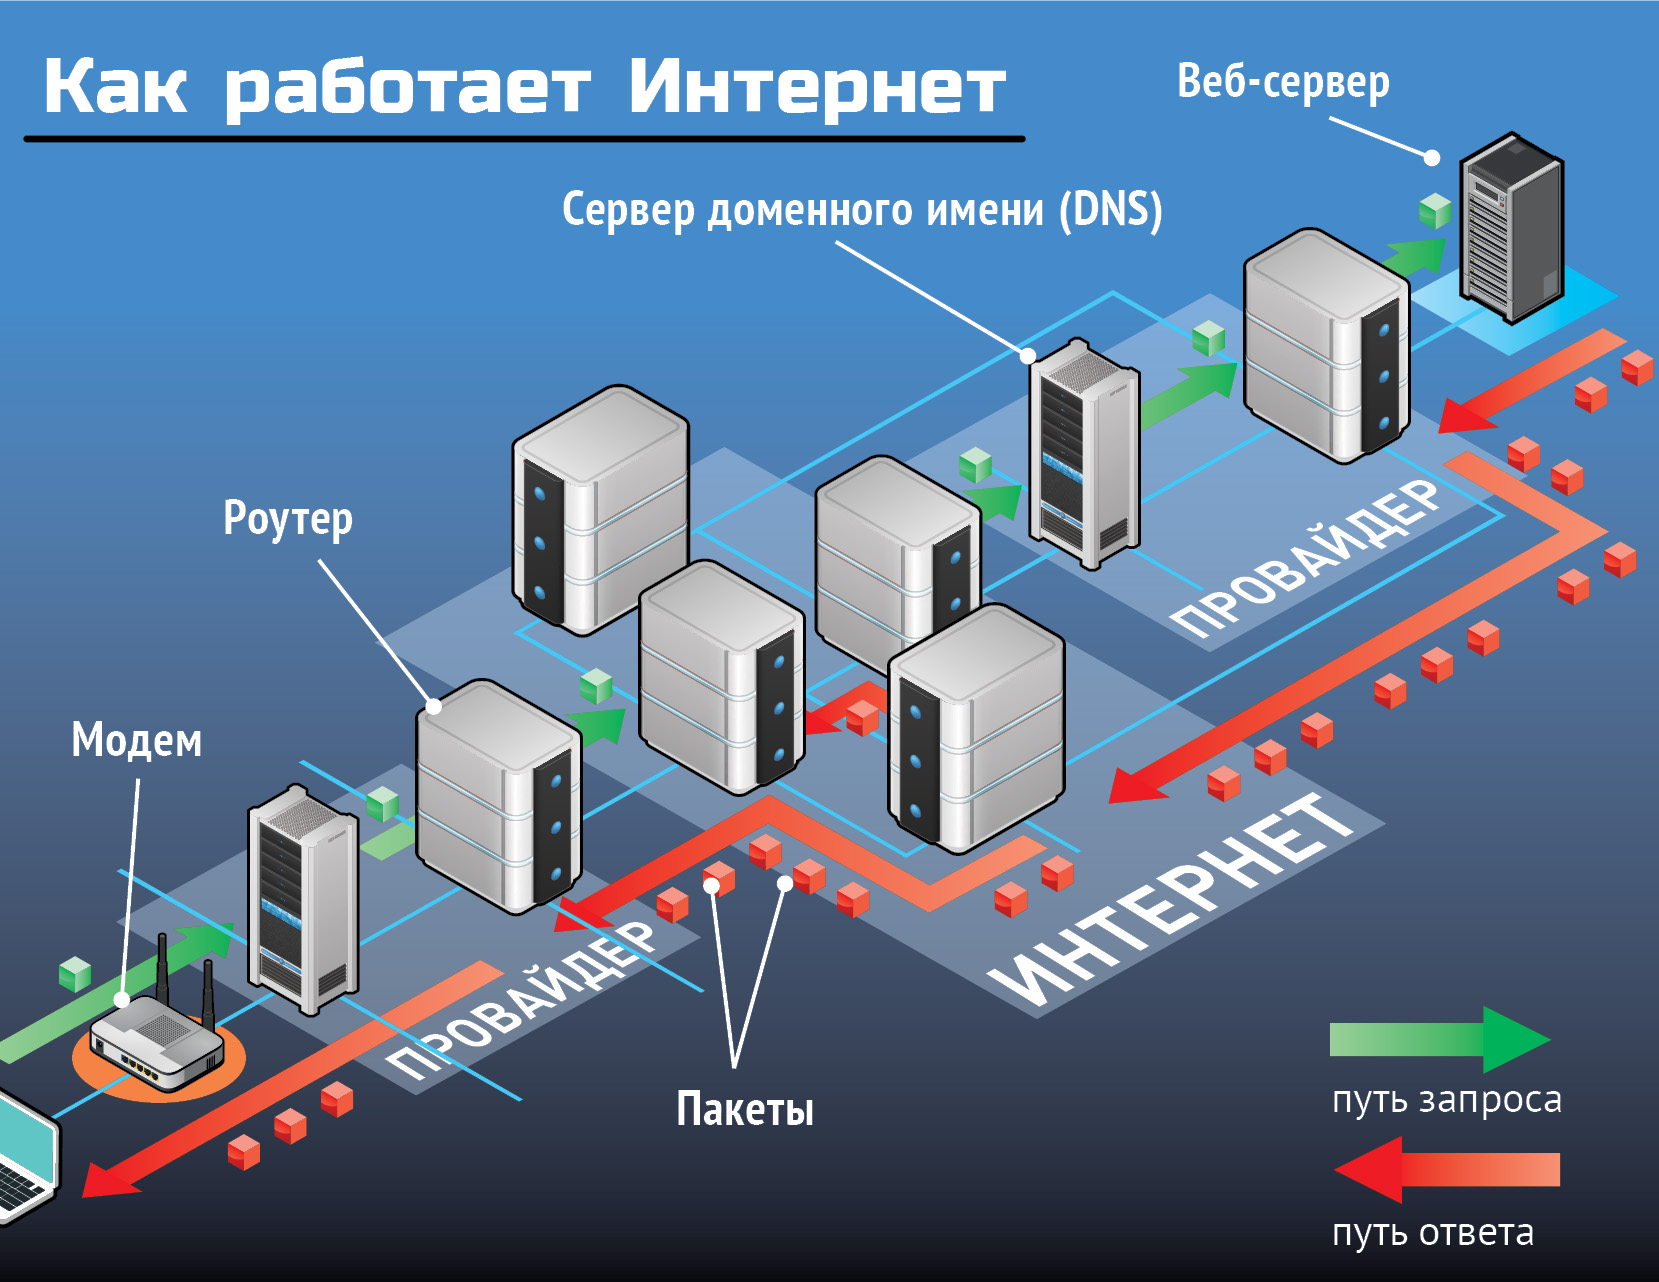 Как работает Интернет
Веб-сервер
Сервер доменного имени (DNS)
Роутер
ПРОВАЙДЕР
Модем
ИНТЕРНЕТ
ПРОВАЙДЕР
Пакеты
путь запроса
путь ответа